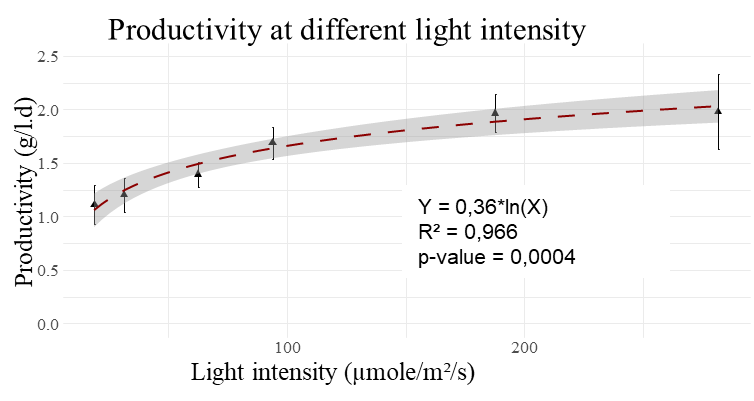 Productivity at different light intensity
Productivity (g/l.d)
2.5
2.0
1.5
1.0
0.5
0.0
Y = 0,36*ln(X)
R² = 0,966
p-value = 0,0004
100
200
Light intensity (μmole/m²/s)